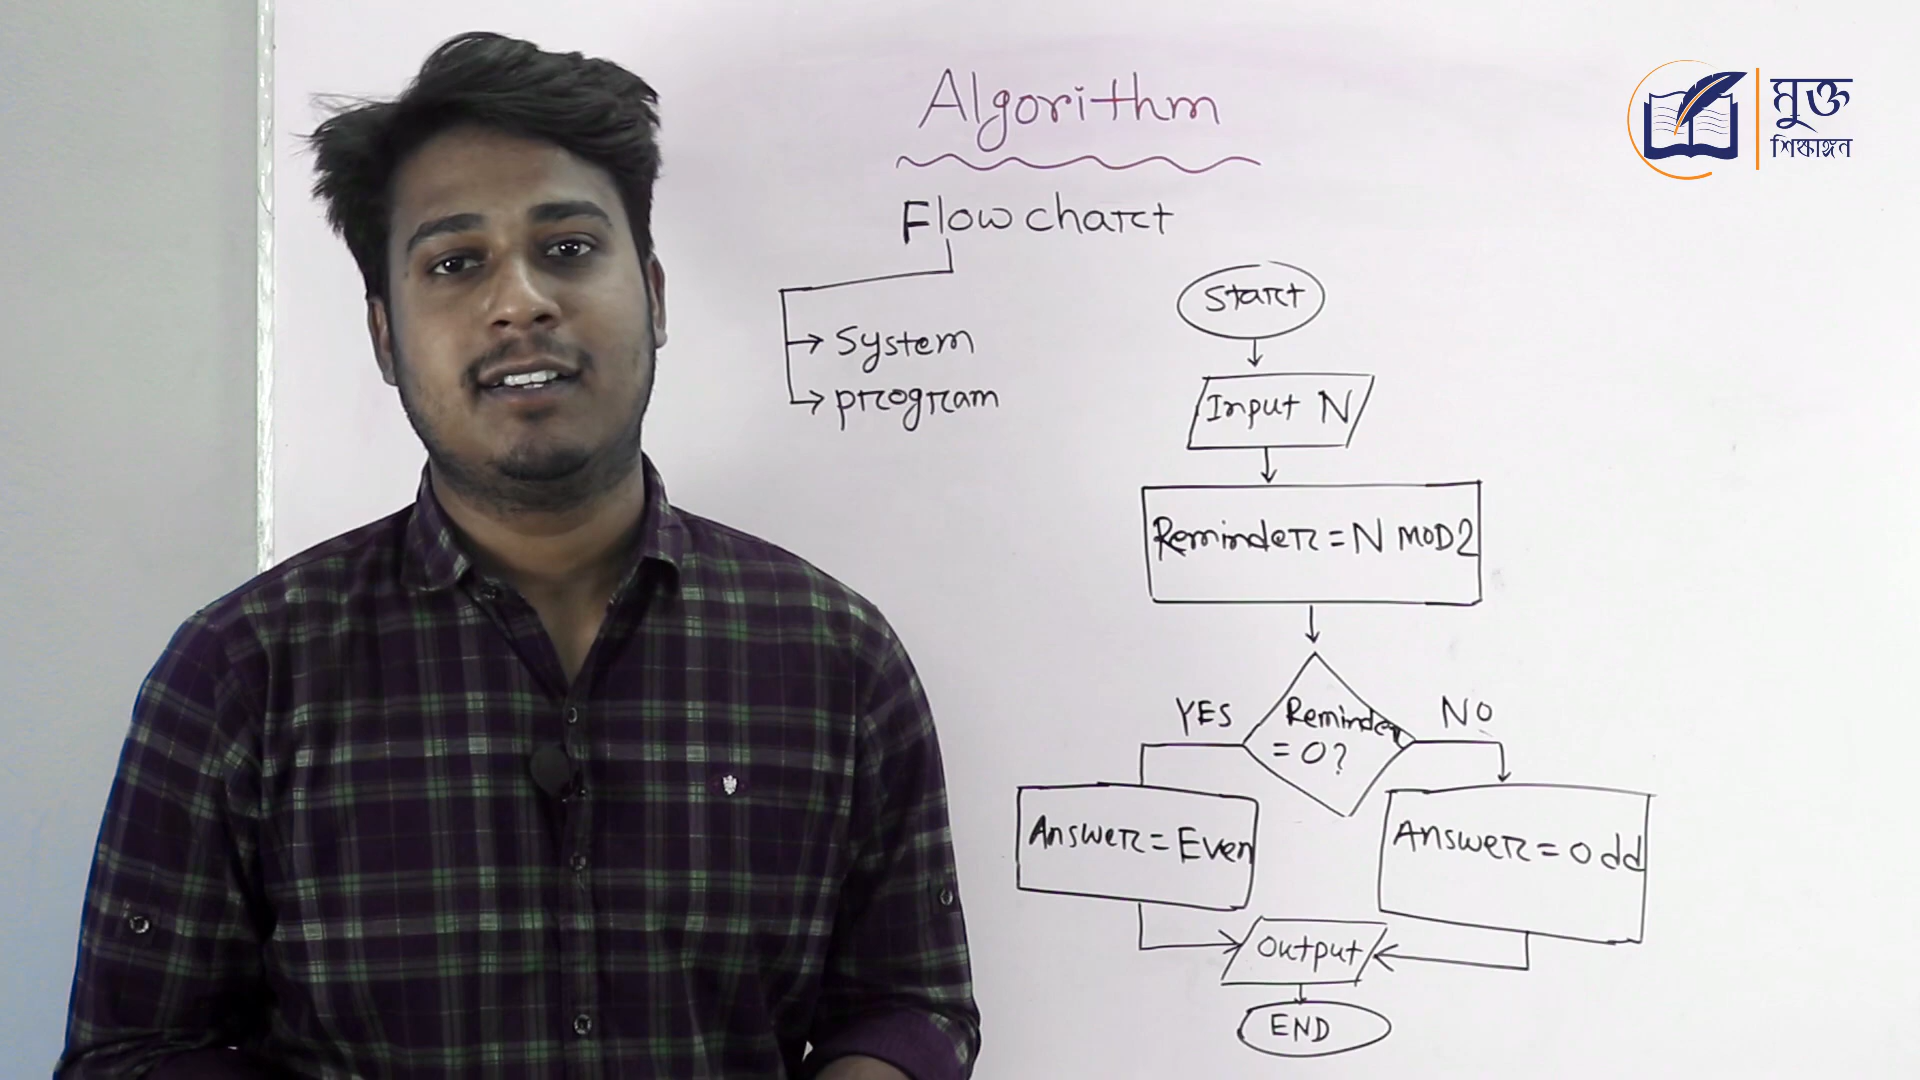 Algorithm
Flow chart
System
program
Start
Input N
Reminder = N MOD 2
Reminder
= 0?
YES
NO
Answer = Even
Answer = Odd
Output
END
মুক্ত
শিক্ষাঙ্গন